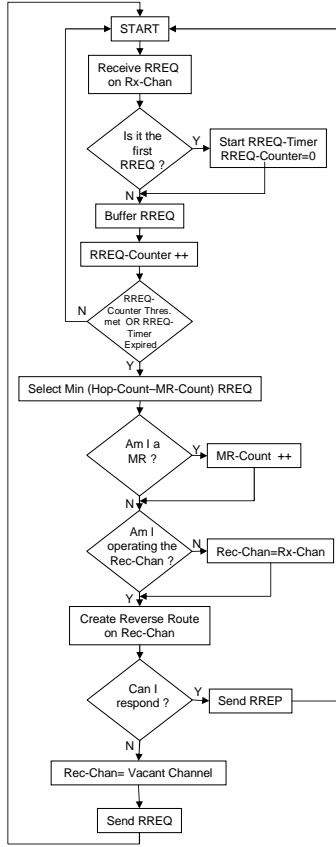 START
Receive RREQ
on Rx-Chan
Is it the
first
RREQ ?
Y
Start RREQ-Timer
RREQ-Counter=0
N
Buffer RREQ
RREQ-Counter ++
RREQ-
Counter Thres.
met OR RREQ-
Timer
Expired
N
Y
Select Min (Hop-Count–MR-Count) RREQ
Am I a
MR ?
Y
MR-Count ++
N
Am I
operating the
Rec-Chan ?
N
Rec-Chan=Rx-Chan
Y
Create Reverse Route
on Rec-Chan
Can I
respond ?
Y
Send RREP
N
Rec-Chan= Vacant Channel
Send RREQ